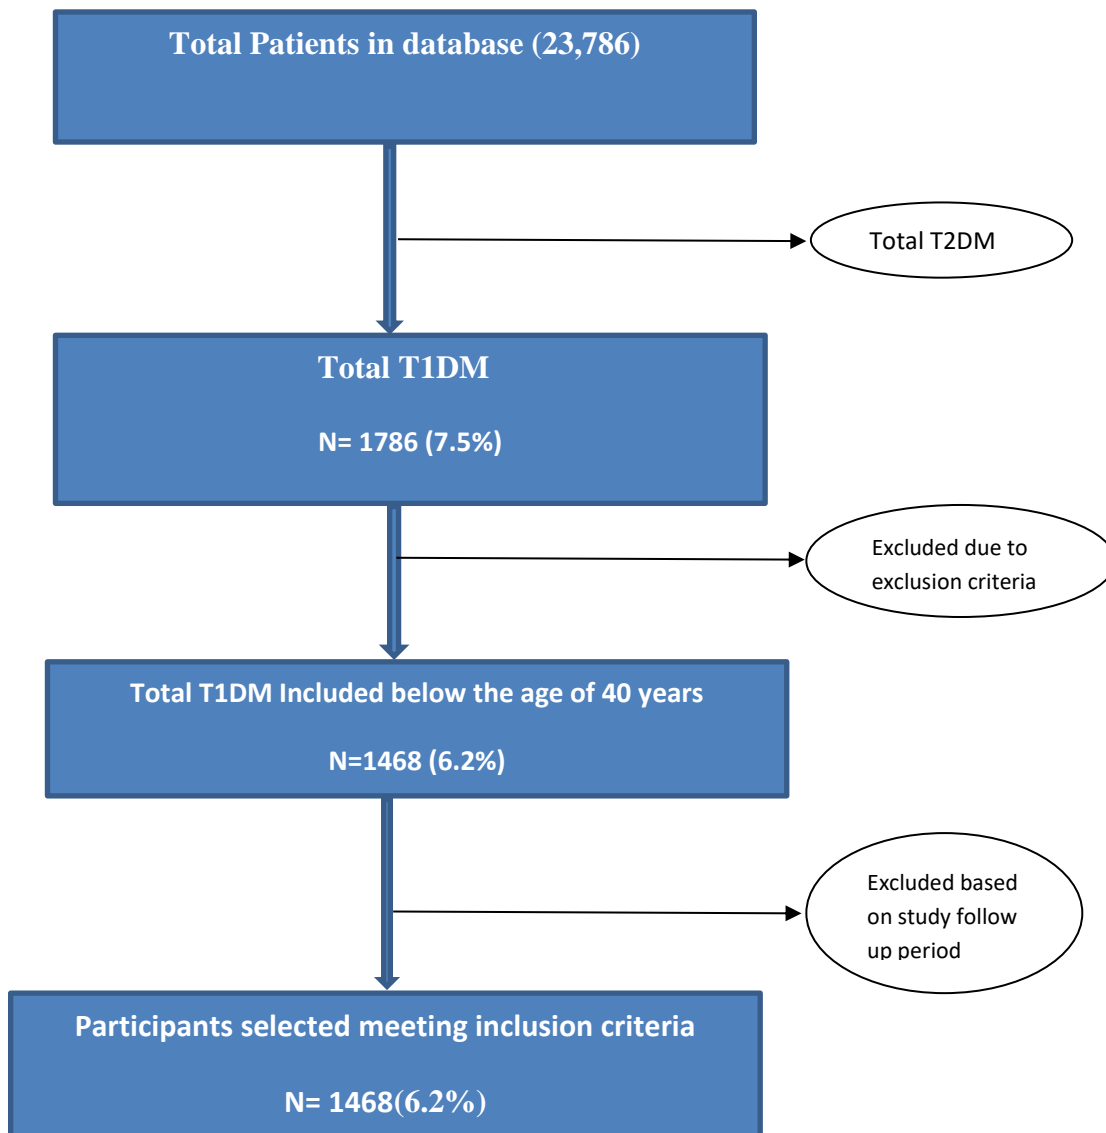 Total Patients in database (23,786)
Total T2DM
Total T1DM
N= 1786 (7.5%)
Excluded due to
exclusion criteria
Total T1DM Included below the age of 40 years
N=1468 (6.2%)
Excluded based
on study follow
up period
Participants selected meeting inclusion criteria
N= 1468(6.2%)